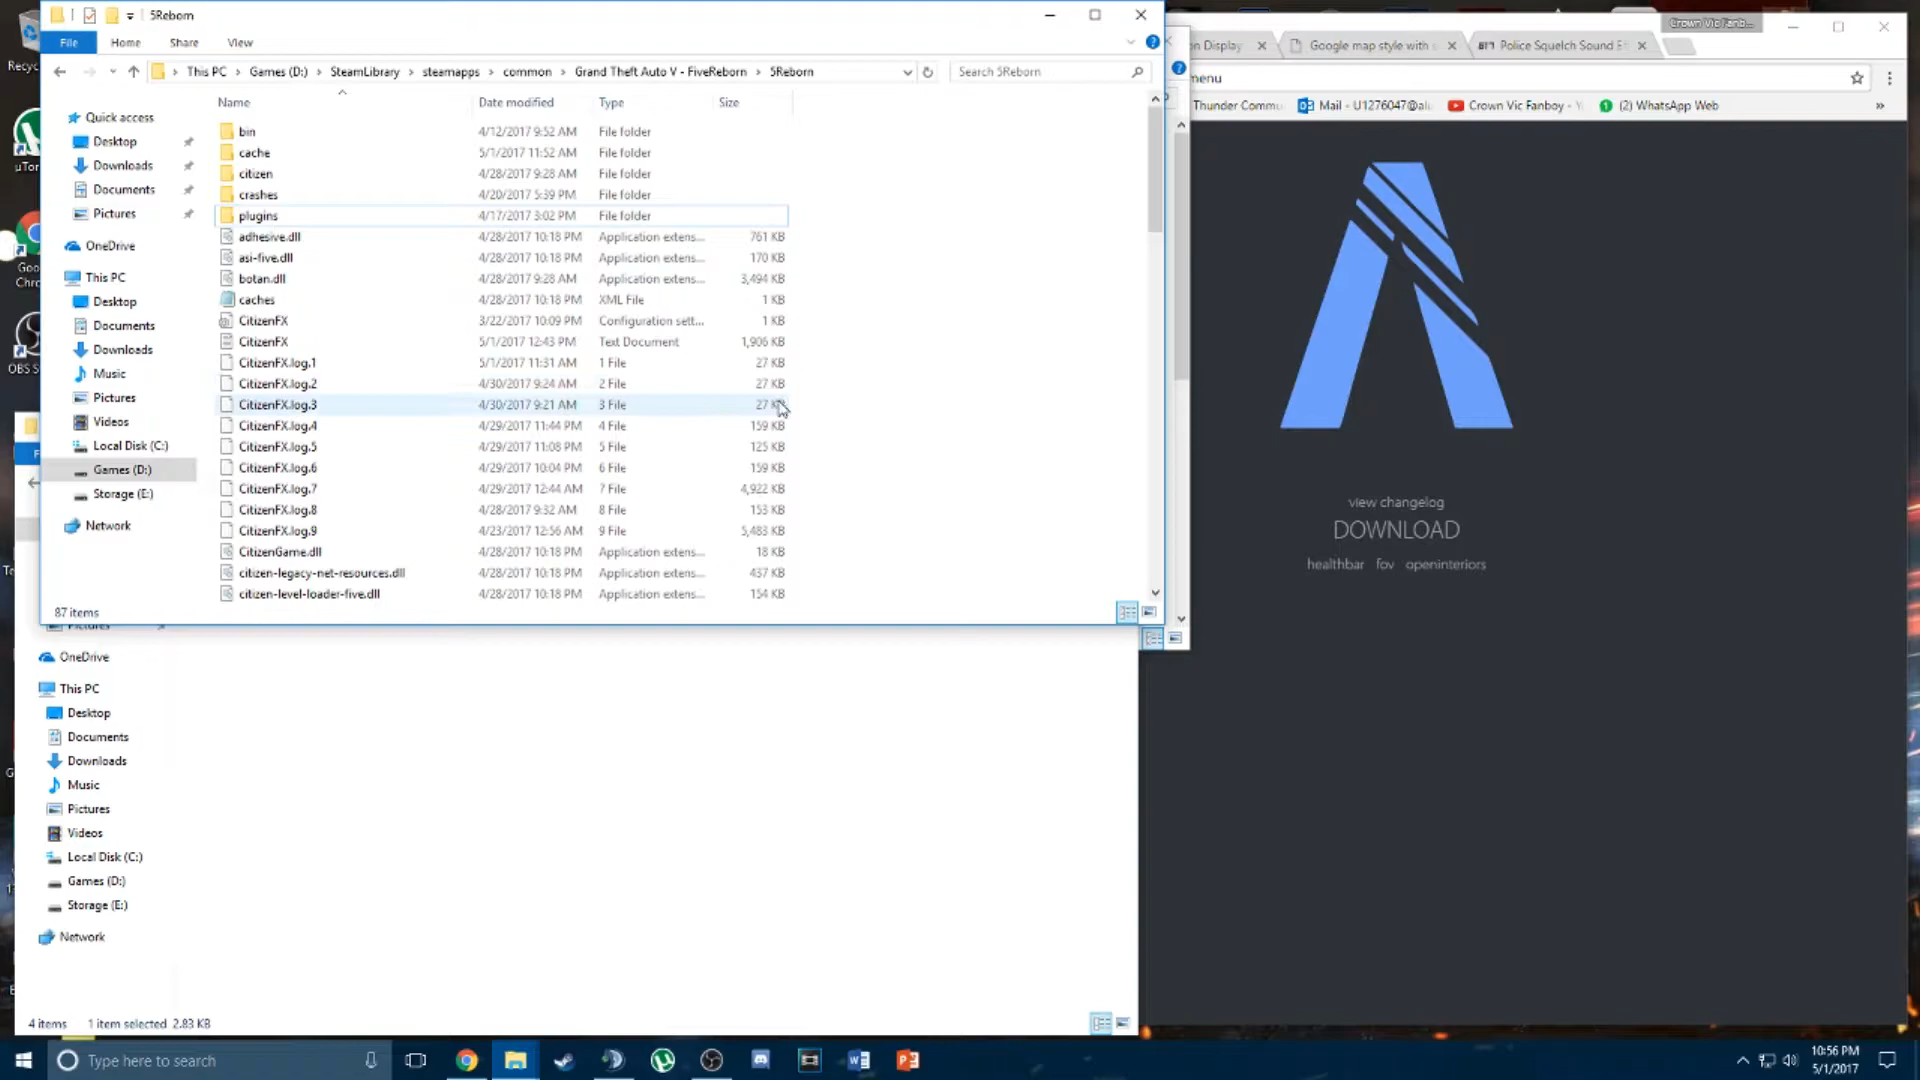 5Reborn
File Home Share View
This PC Games (D:) SteamLibrary steamapps common Grand Theft Auto V - FiveReborn 5Reborn
Search 5Reborn
Name Date modified Type Size
Quick access
Desktop
Downloads
Documents
Pictures
OneDrive
This PC
Desktop
Documents
Downloads
Music
Pictures
Videos
Local Disk (C:)
Games (D:)
Storage (E:)
Network
bin 4/12/2017 9:52 AM File folder
cache 5/1/2017 11:52 AM File folder
citizen 4/28/2017 9:28 AM File folder
crashes 4/20/2017 5:39 PM File folder
plugins 4/17/2017 3:02 PM File folder
adhesive.dll 4/28/2017 10:18 PM Application extens... 761 KB
asi-five.dll 4/28/2017 10:18 PM Application extens... 170 KB
botan.dll 4/28/2017 9:28 AM Application extens... 3,494 KB
caches 4/28/2017 10:18 PM XML File 1 KB
CitizenFX 3/22/2017 10:09 PM Configuration sett... 1 KB
CitizenFX 5/1/2017 12:43 PM Text Document 1,906 KB
CitizenFX.log.1 5/1/2017 11:31 AM 1 File 27 KB
CitizenFX.log.2 4/30/2017 9:24 AM 2 File 27 KB
CitizenFX.log.3 4/30/2017 9:21 AM 3 File 27 KB
CitizenFX.log.4 4/29/2017 11:44 PM 4 File 159 KB
CitizenFX.log.5 4/29/2017 11:08 PM 5 File 125 KB
CitizenFX.log.6 4/29/2017 10:04 PM 6 File 159 KB
CitizenFX.log.7 4/29/2017 12:44 AM 7 File 4,922 KB
CitizenFX.log.8 4/28/2017 9:32 AM 8 File 153 KB
CitizenFX.log.9 4/23/2017 12:56 AM 9 File 5,483 KB
CitizenGame.dll 4/28/2017 10:18 PM Application extens... 18 KB
citizen-legacy-net-resources.dll 4/28/2017 10:18 PM Application extens... 437 KB
citizen-level-loader-five.dll 4/28/2017 10:18 PM Application extens... 154 KB
87 items
Crown Vic Fanb...
n Display Google map style with Police Squelch Sound E
menu
Thunder Commu Mail - U1276047@ali Crown Vic Fanboy - (2) WhatsApp Web
view changelog
DOWNLOAD
healthbar fov openinteriors
Pictures
OneDrive
This PC
Desktop
Documents
Downloads
Music
Pictures
Videos
Local Disk (C:)
Games (D:)
Storage (E:)
Network
4 items 1 item selected 2.83 KB
Recyc
µTor
Goo
Chro
OBS S
Type here to search
10:56 PM
5/1/2017